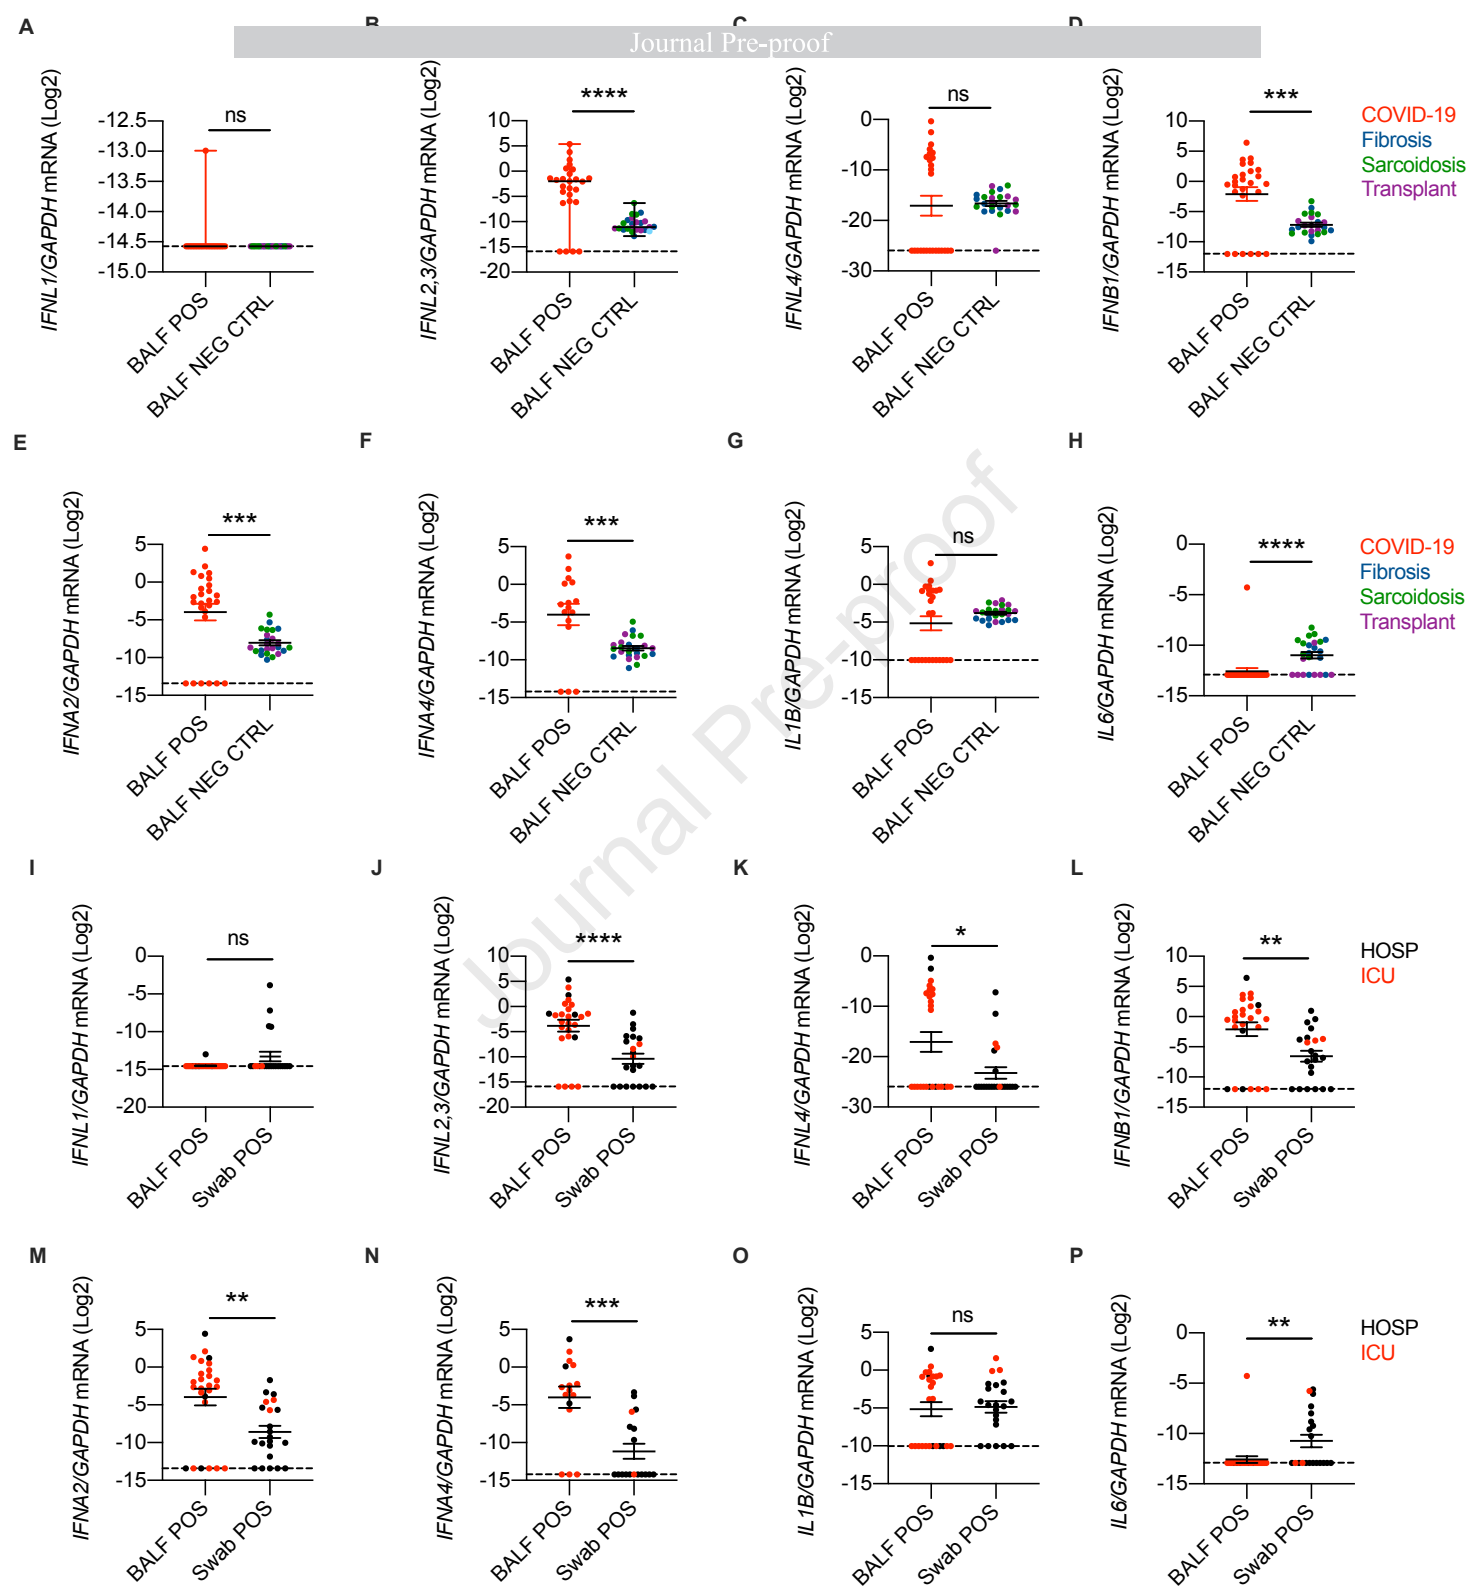 A
B
C
D
Journal Pre-proof
IFNL1/GAPDH mRNA (Log2)
-12.5
-13.0
-13.5
-14.0
-14.5
-15.0
ns
BALF POS
BALF NEG CTRL
IFNL2,3/GAPDH mRNA (Log2)
10
5
0
-5
-10
-15
-20
****
BALF POS
BALF NEG CTRL
IFNL4/GAPDH mRNA (Log2)
0
-10
-20
-30
ns
BALF POS
BALF NEG CTRL
IFNB1/GAPDH mRNA (Log2)
10
5
0
-5
-10
-15
***
BALF POS
BALF NEG CTRL
COVID-19
Fibrosis
Sarcoidosis
Transplant
E
F
G
H
IFNA2/GAPDH mRNA (Log2)
5
0
-5
-10
-15
***
BALF POS
BALF NEG CTRL
IFNA4/GAPDH mRNA (Log2)
5
0
-5
-10
-15
***
BALF POS
BALF NEG CTRL
IL1B/GAPDH mRNA (Log2)
5
0
-5
-10
-15
ns
BALF POS
BALF NEG CTRL
IL6/GAPDH mRNA (Log2)
0
-5
-10
-15
****
BALF POS
BALF NEG CTRL
COVID-19
Fibrosis
Sarcoidosis
Transplant
Journal Pre-proof
I
J
K
L
IFNL1/GAPDH mRNA (Log2)
0
-5
-10
-15
-20
ns
BALF POS
Swab POS
IFNL2,3/GAPDH mRNA (Log2)
10
5
0
-5
-10
-15
-20
****
BALF POS
Swab POS
IFNL4/GAPDH mRNA (Log2)
0
-10
-20
-30
*
BALF POS
Swab POS
IFNB1/GAPDH mRNA (Log2)
10
5
0
-5
-10
-15
**
BALF POS
Swab POS
HOSP
ICU
M
N
O
P
IFNA2/GAPDH mRNA (Log2)
5
0
-5
-10
-15
**
BALF POS
Swab POS
IFNA4/GAPDH mRNA (Log2)
5
0
-5
-10
-15
***
BALF POS
Swab POS
IL1B/GAPDH mRNA (Log2)
5
0
-5
-10
-15
ns
BALF POS
Swab POS
IL6/GAPDH mRNA (Log2)
0
-5
-10
-15
**
BALF POS
Swab POS
HOSP
ICU